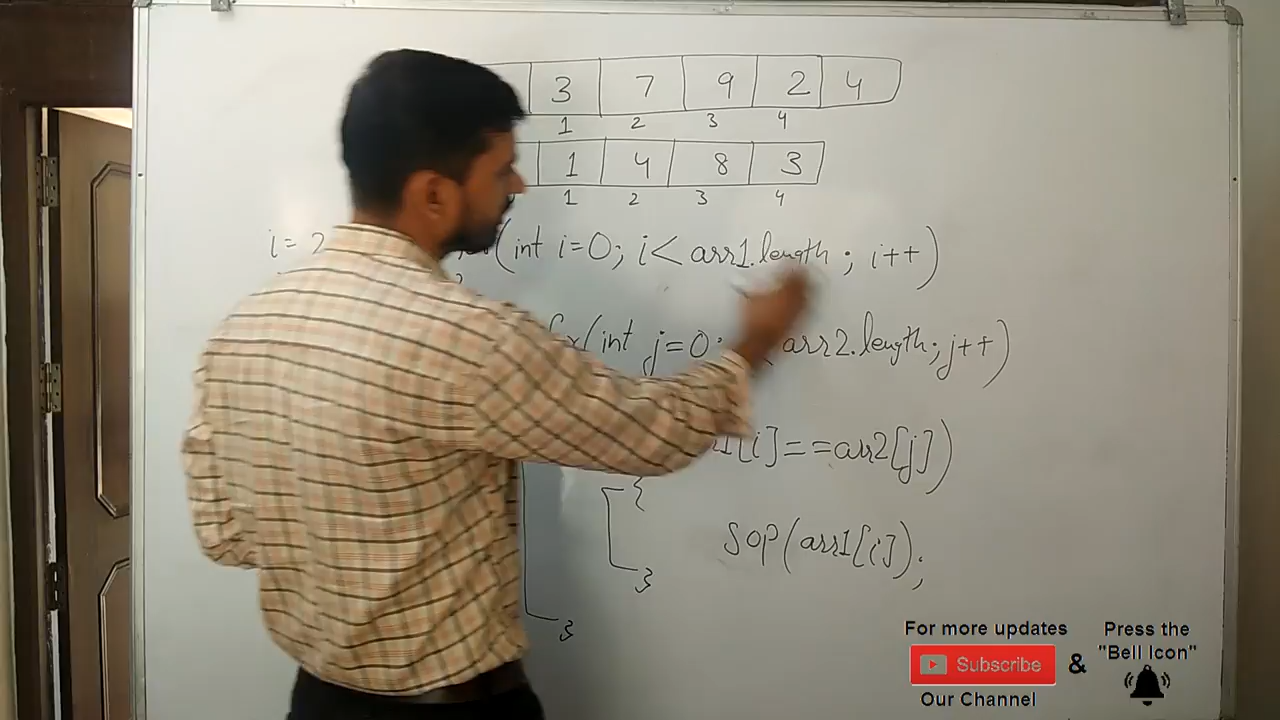 3 7 9 2 4
1 2 3 4
1 4 8 3
1 2 3 4
i=2 (int i=0; i< arr1.length; i++)
for(int j=0; arr2.length; j++)
[i]==arr2[j])
{
SOP(arr1[i]);
}
}
For more updates
Subscribe
Our Channel
&
Press the
"Bell Icon"